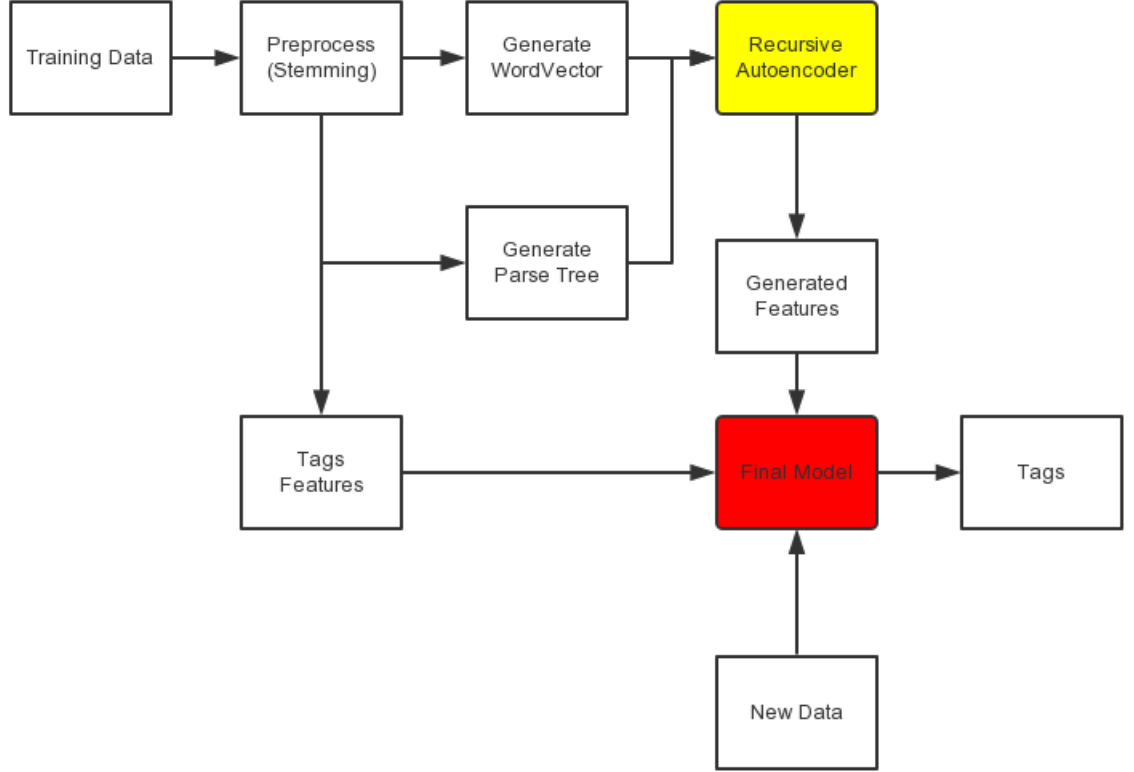 Training Data
Preprocess
(Stemming)
Generate
WordVector
Recursive
Autoencoder
Generate
Parse Tree
Generated
Features
Tags
Features
Final Model
Tags
New Data